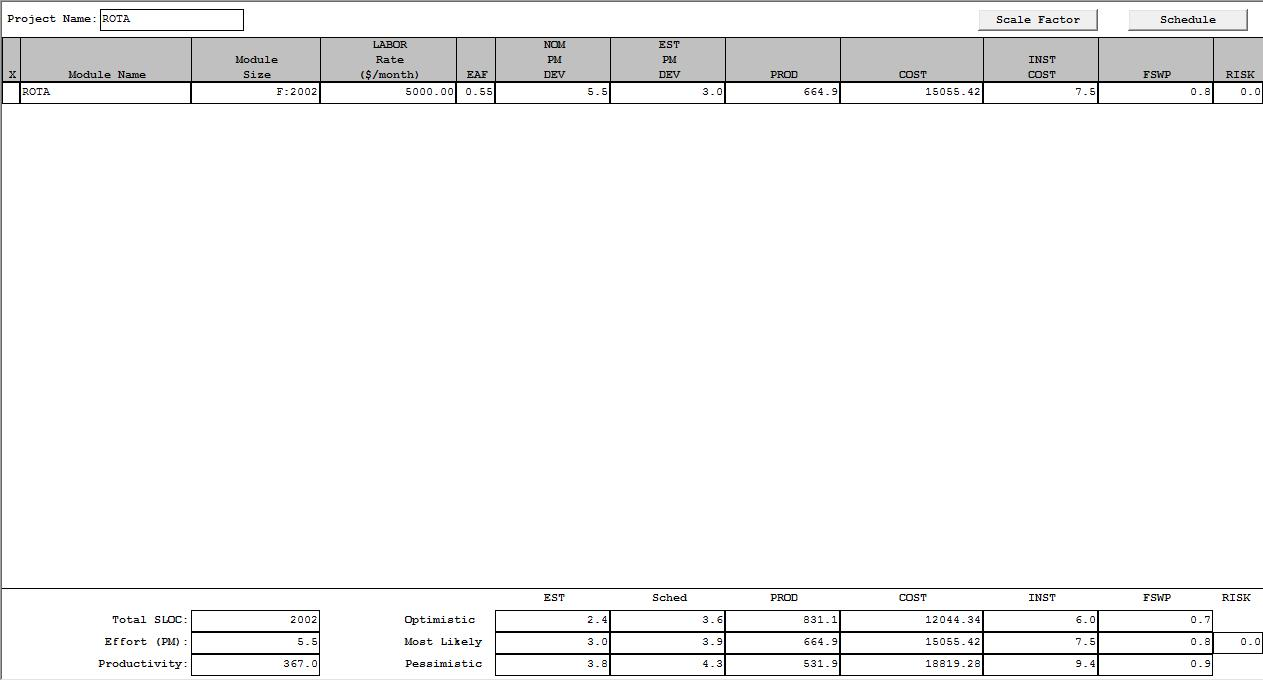 Project Name: ROTA Scale Factor Schedule
LABOR NOM EST
Module Rate PM PM INST
X Module Name Size ($/month) EAF DEV DEV PROD COST COST FSWP RISK
ROTA F:2002 5000.00 0.55 5.5 3.0 664.9 15055.42 7.5 0.8 0.0
EST Sched PROD COST INST FSWP RISK
Total SLOC: 2002 Optimistic 2.4 3.6 831.1 12044.34 6.0 0.7
Effort (PM): 5.5 Most Likely 3.0 3.9 664.9 15055.42 7.5 0.8 0.0
Productivity: 367.0 Pessimistic 3.8 4.3 531.9 18819.28 9.4 0.9